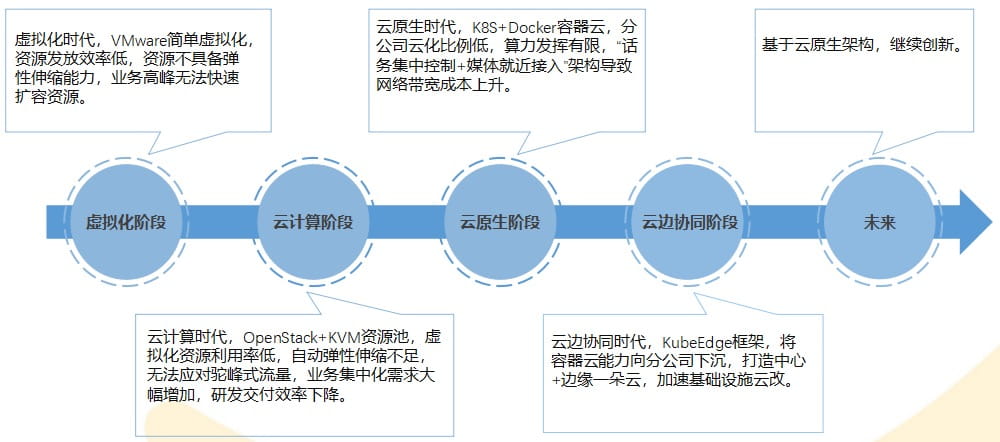 虚拟化时代，VMware简单虚拟化，
资源发放效率低，资源不具备弹
性伸缩能力，业务高峰无法快速
扩容资源。
云原生时代，K8S+Docker容器云，分
公司云化比例低，算力发挥有限，“话
务集中控制+媒体就近接入”架构导致
网络带宽成本上升。
基于云原生架构，继续创新。
虚拟化阶段
云计算阶段
云原生阶段
云边协同阶段
未来
云计算时代，OpenStack+KVM资源池，虚
拟化资源利用率低，自动弹性伸缩不足，
无法应对驼峰式流量，业务集中化需求大
幅增加，研发交付效率下降。
云边协同时代，KubeEdge框架，将
容器云能力向分公司下沉，打造中心
+边缘一朵云，加速基础设施云改。